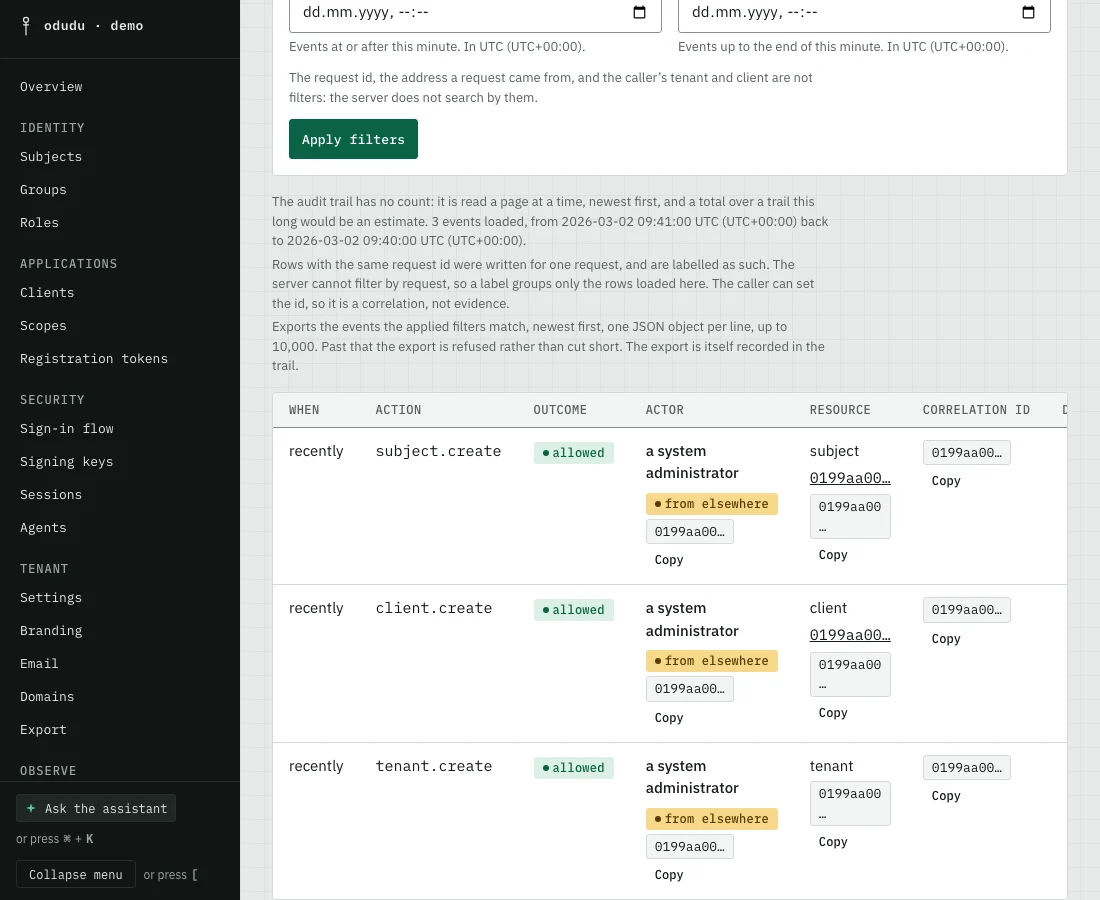 odudu · demo
Overview
IDENTITY
Subjects
Groups
Roles
APPLICATIONS
Clients
Scopes
Registration tokens
SECURITY
Sign-in flow
Signing keys
Sessions
Agents
TENANT
Settings
Branding
Email
Domains
Export
OBSERVE
Ask the assistant
or press ⌘ + K
Collapse menu
or press [
dd.mm.yyyy, --:--
dd.mm.yyyy, --:--
Events at or after this minute. In UTC (UTC+00:00).
Events up to the end of this minute. In UTC (UTC+00:00).
The request id, the address a request came from, and the caller’s tenant and client are not
filters: the server does not search by them.
Apply filters
The audit trail has no count: it is read a page at a time, newest first, and a total over a trail this
long would be an estimate. 3 events loaded, from 2026-03-02 09:41:00 UTC (UTC+00:00) back
to 2026-03-02 09:40:00 UTC (UTC+00:00).
Rows with the same request id were written for one request, and are labelled as such. The
server cannot filter by request, so a label groups only the rows loaded here. The caller can set
the id, so it is a correlation, not evidence.
Exports the events the applied filters match, newest first, one JSON object per line, up to
10,000. Past that the export is refused rather than cut short. The export is itself recorded in the
trail.
WHEN ACTION OUTCOME ACTOR RESOURCE CORRELATION ID
recently subject.create allowed a system subject 0199aa00…
administrator 0199aa00… Copy
from elsewhere 0199aa00
0199aa00… …
Copy Copy
recently client.create allowed a system client 0199aa00…
administrator 0199aa00… Copy
from elsewhere 0199aa00
0199aa00… …
Copy Copy
recently tenant.create allowed a system tenant 0199aa00…
administrator 0199aa00 Copy
from elsewhere …
0199aa00… Copy
Copy